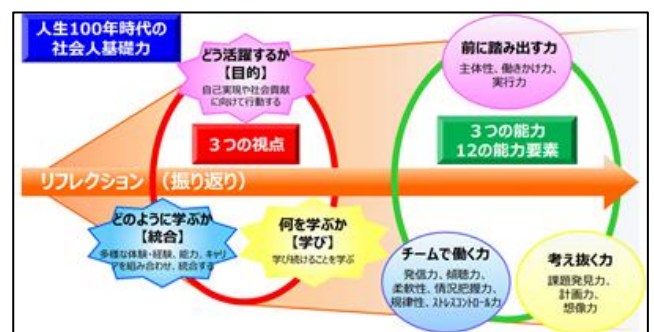 人生100年時代の
社会人基礎力
どう活躍するか
【目的】
自己実現や社会貢献
に向けて行動する
前に踏み出す力
主体性、働きかけ力、
実行力
3つの視点
3つの能力
12の能力要素
リフレクション （振り返り）
どのように学ぶか
【統合】
多様な体験・経験、能力、キャリ
アを組み合わせ、統合する
何を学ぶか
【学び】
学び続けることを学ぶ
チームで働く力
発信力、傾聴力、
柔軟性、情況把握力、
規律性、ストレスコントロール力
考え抜く力
課題発見力、
計画力、
想像力